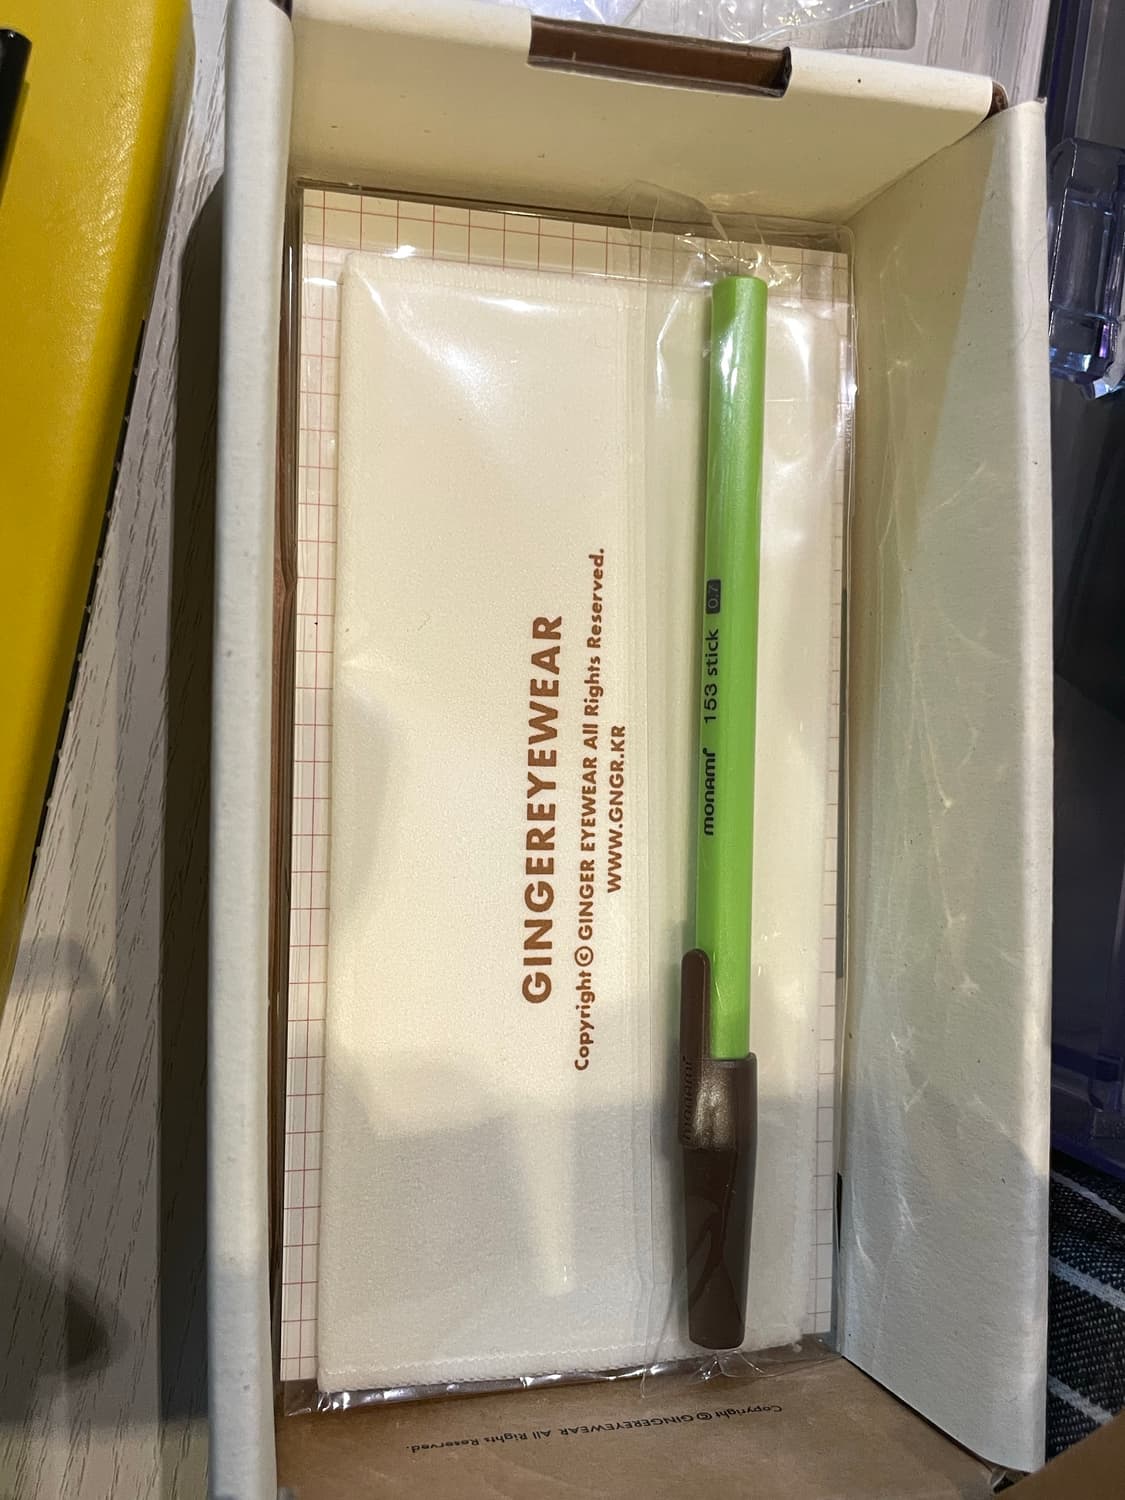 GINGEREYEWEAR
Copyright © GINGER EYEWEAR All Rights Reserved.
WWW.GNGR.KR
monami 153 stick 0.7
monami
Copyright © GINGEREYEWEAR All Rights Reserved.